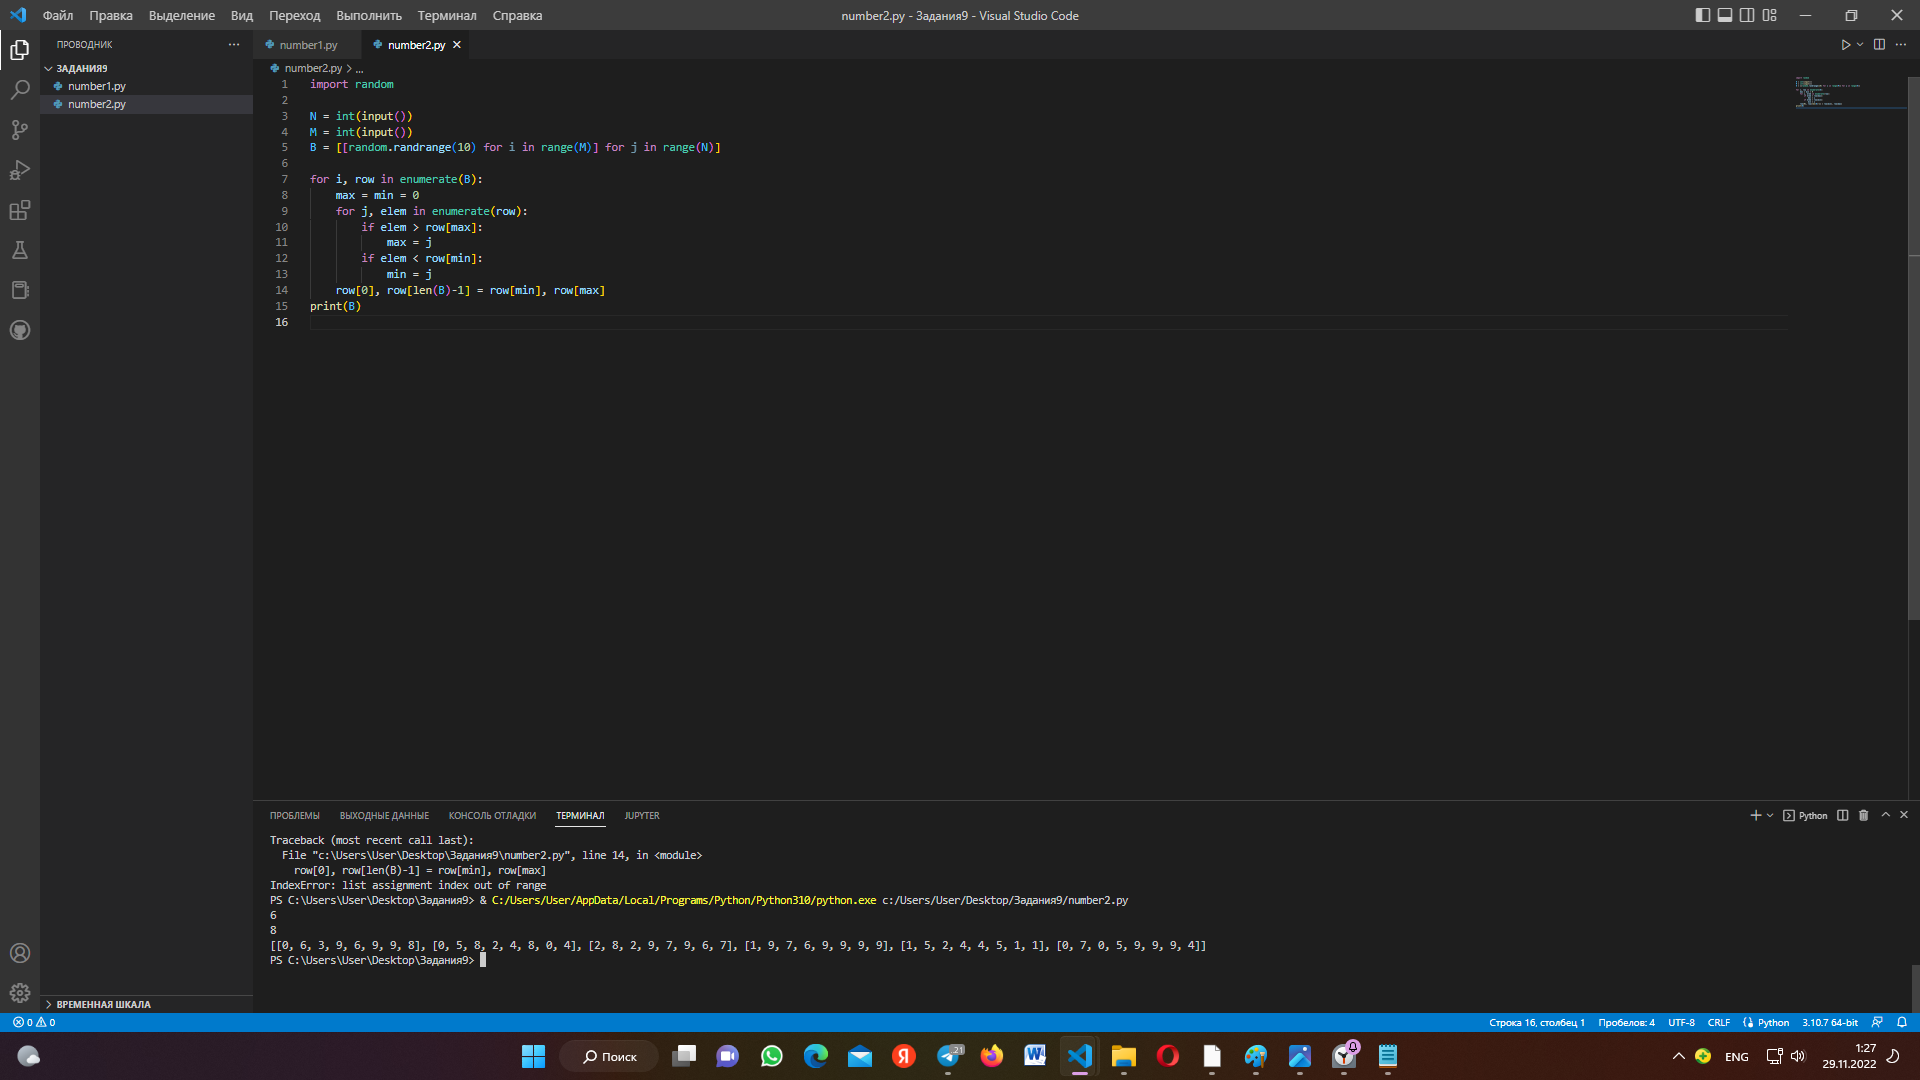 Файл Правка Выделение Вид Переход Выполнить Терминал Справка
number2.py - Задания9 - Visual Studio Code
ПРОВОДНИК
ЗАДАНИЯ9
number1.py
number2.py
number1.py
number2.py
number2.py > ...
1 import random
2
3 N = int(input())
4 M = int(input())
5 B = [[random.randrange(10) for i in range(M)] for j in range(N)]
6
7 for i, row in enumerate(B):
8 max = min = 0
9 for j, elem in enumerate(row):
10 if elem > row[max]:
11 max = j
12 if elem < row[min]:
13 min = j
14 row[0], row[len(B)-1] = row[min], row[max]
15 print(B)
16
ПРОБЛЕМЫ ВЫХОДНЫЕ ДАННЫЕ КОНСОЛЬ ОТЛАДКИ ТЕРМИНАЛ JUPYTER
Python
Traceback (most recent call last):
File "c:\Users\User\Desktop\Задания9\number2.py", line 14, in <module>
row[0], row[len(B)-1] = row[min], row[max]
IndexError: list assignment index out of range
PS C:\Users\User\Desktop\Задания9> & C:/Users/User/AppData/Local/Programs/Python/Python310/python.exe c:/Users/User/Desktop/Задания9/number2.py
6
8
[[0, 6, 3, 9, 6, 9, 9, 8], [0, 5, 8, 2, 4, 8, 0, 4], [2, 8, 2, 9, 7, 9, 6, 7], [1, 9, 7, 6, 9, 9, 9, 9], [1, 5, 2, 4, 4, 5, 1, 1], [0, 7, 0, 5, 9, 9, 9, 4]]
PS C:\Users\User\Desktop\Задания9>
ВРЕМЕННАЯ ШКАЛА
0 0
Строка 16, столбец 1 Пробелов: 4 UTF-8 CRLF Python 3.10.7 64-bit
Поиск
21
ENG
1:27
29.11.2022